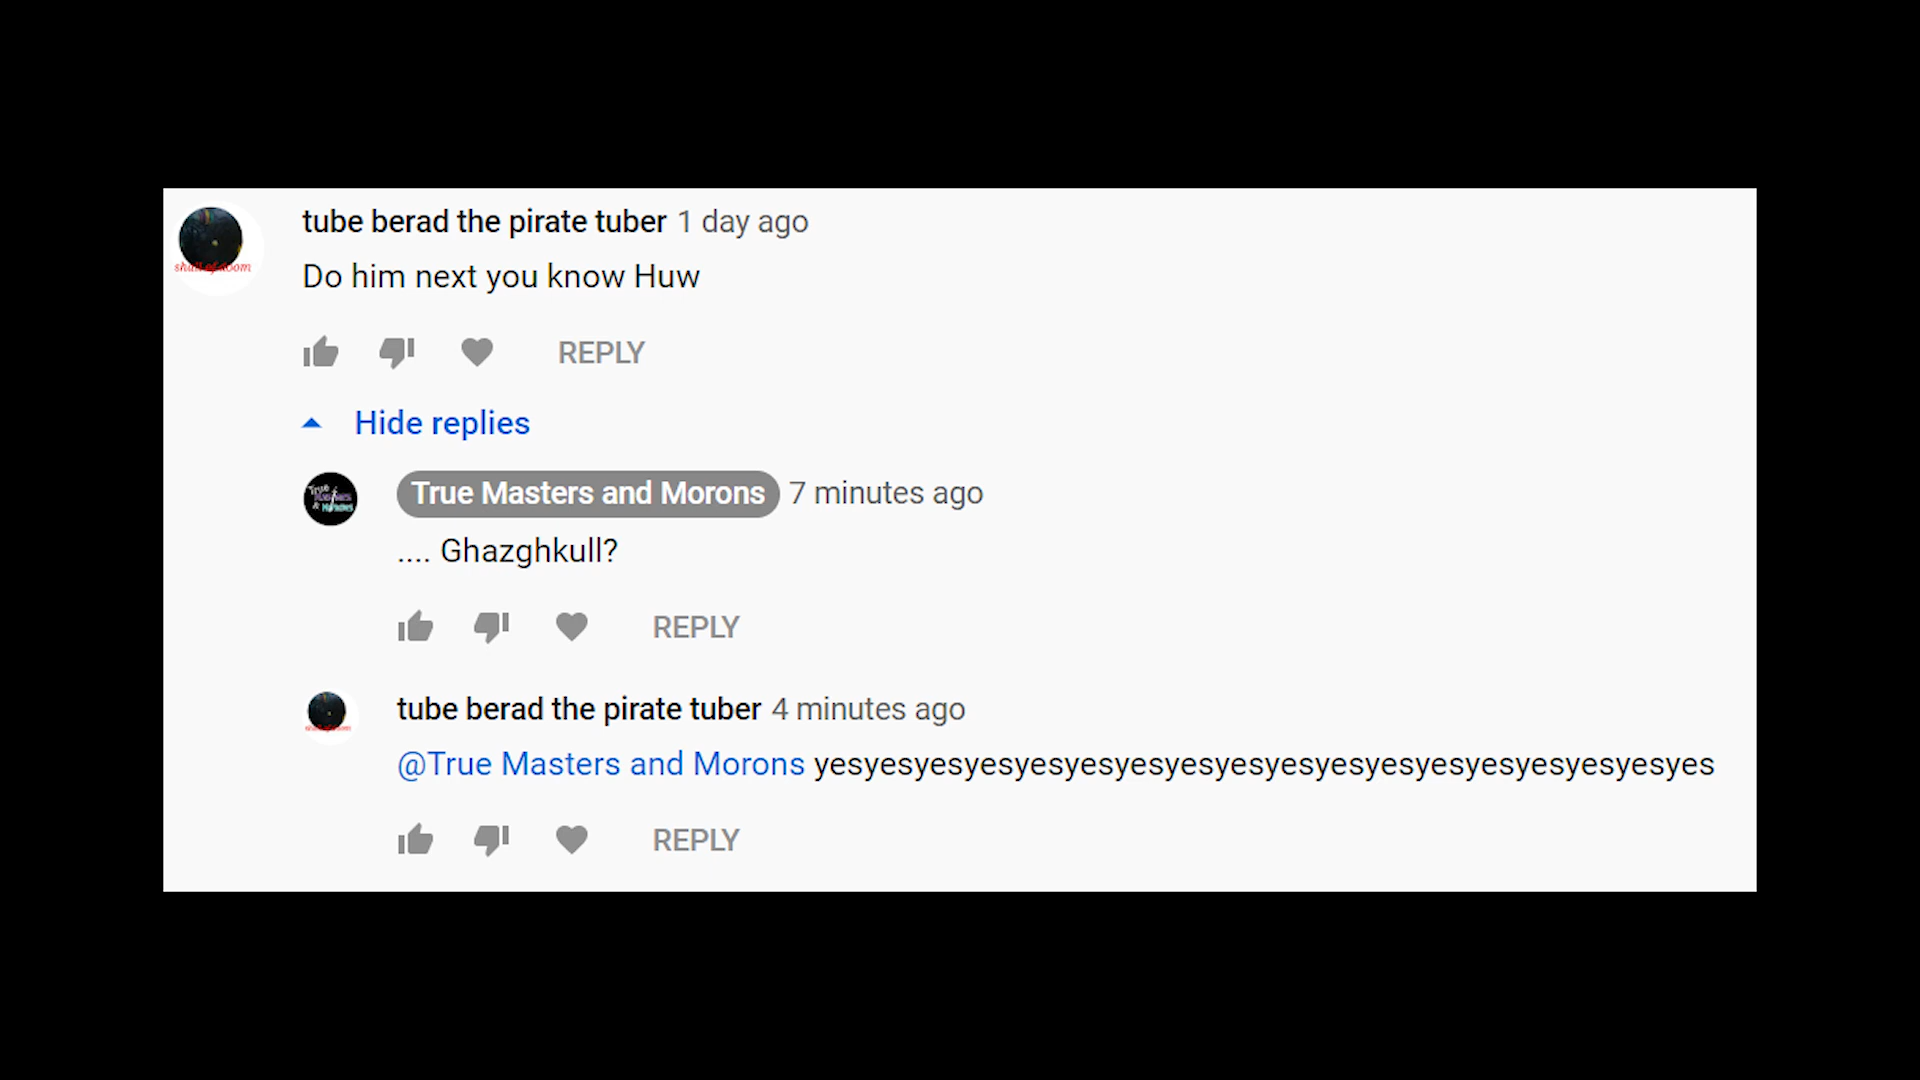 tube berad the pirate tuber 1 day ago
Do him next you know Huw
REPLY
Hide replies
True Masters and Morons 7 minutes ago
.... Ghazghkull?
REPLY
tube berad the pirate tuber 4 minutes ago
@True Masters and Morons yesyesyesyesyesyesyesyesyesyesyesyesyesyesyesyesyesyes
REPLY